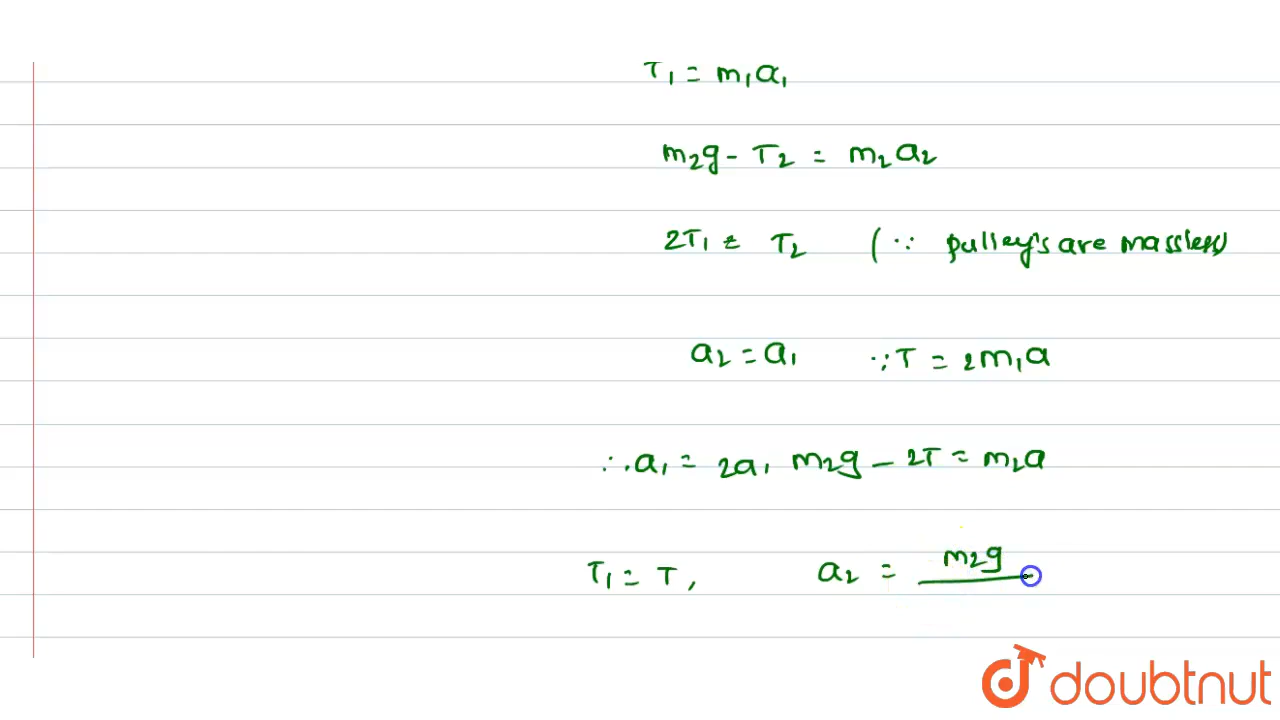 T₁ = m₁a₁
m₂g - T₂ = m₂a₂
2T₁ = T₂ (∵ pulley's are massless)
a₂ = a₁ ∵ T = 2m₁a
∴ a₁ = 2a, m₂g - 2T = m₂a
T₁ = T, a₂ = m₂g
doubtnut